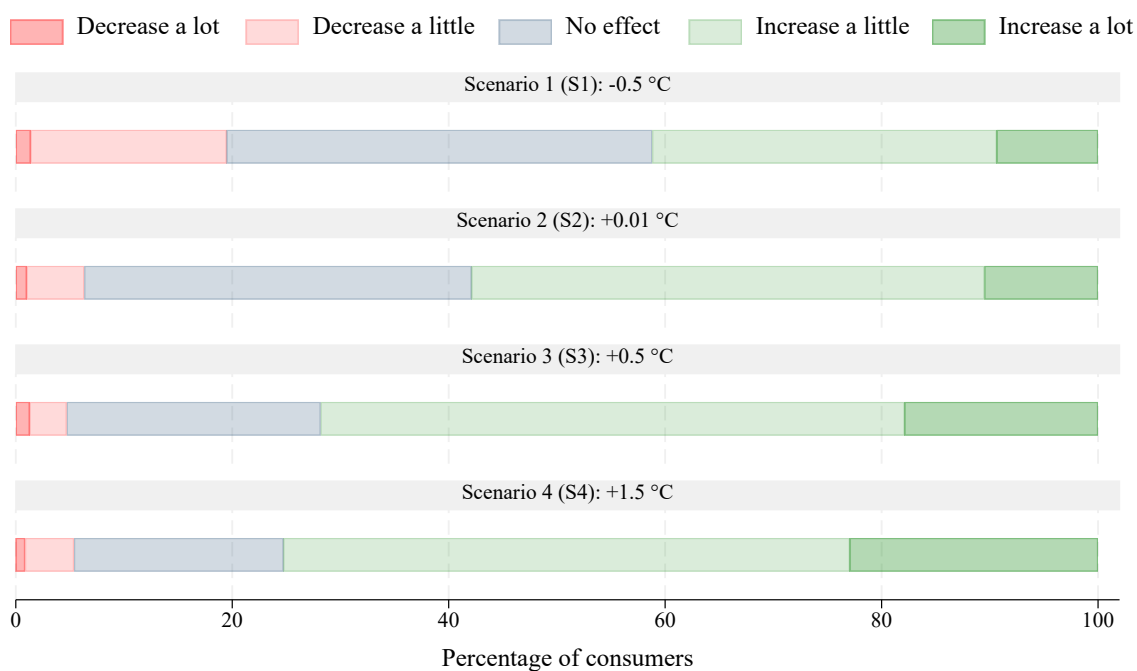 Decrease a lot Decrease a little No effect Increase a little Increase a lot
Scenario 1 (S1): -0.5 °C
Scenario 2 (S2): +0.01 °C
Scenario 3 (S3): +0.5 °C
Scenario 4 (S4): +1.5 °C
0 20 40 60 80 100
Percentage of consumers